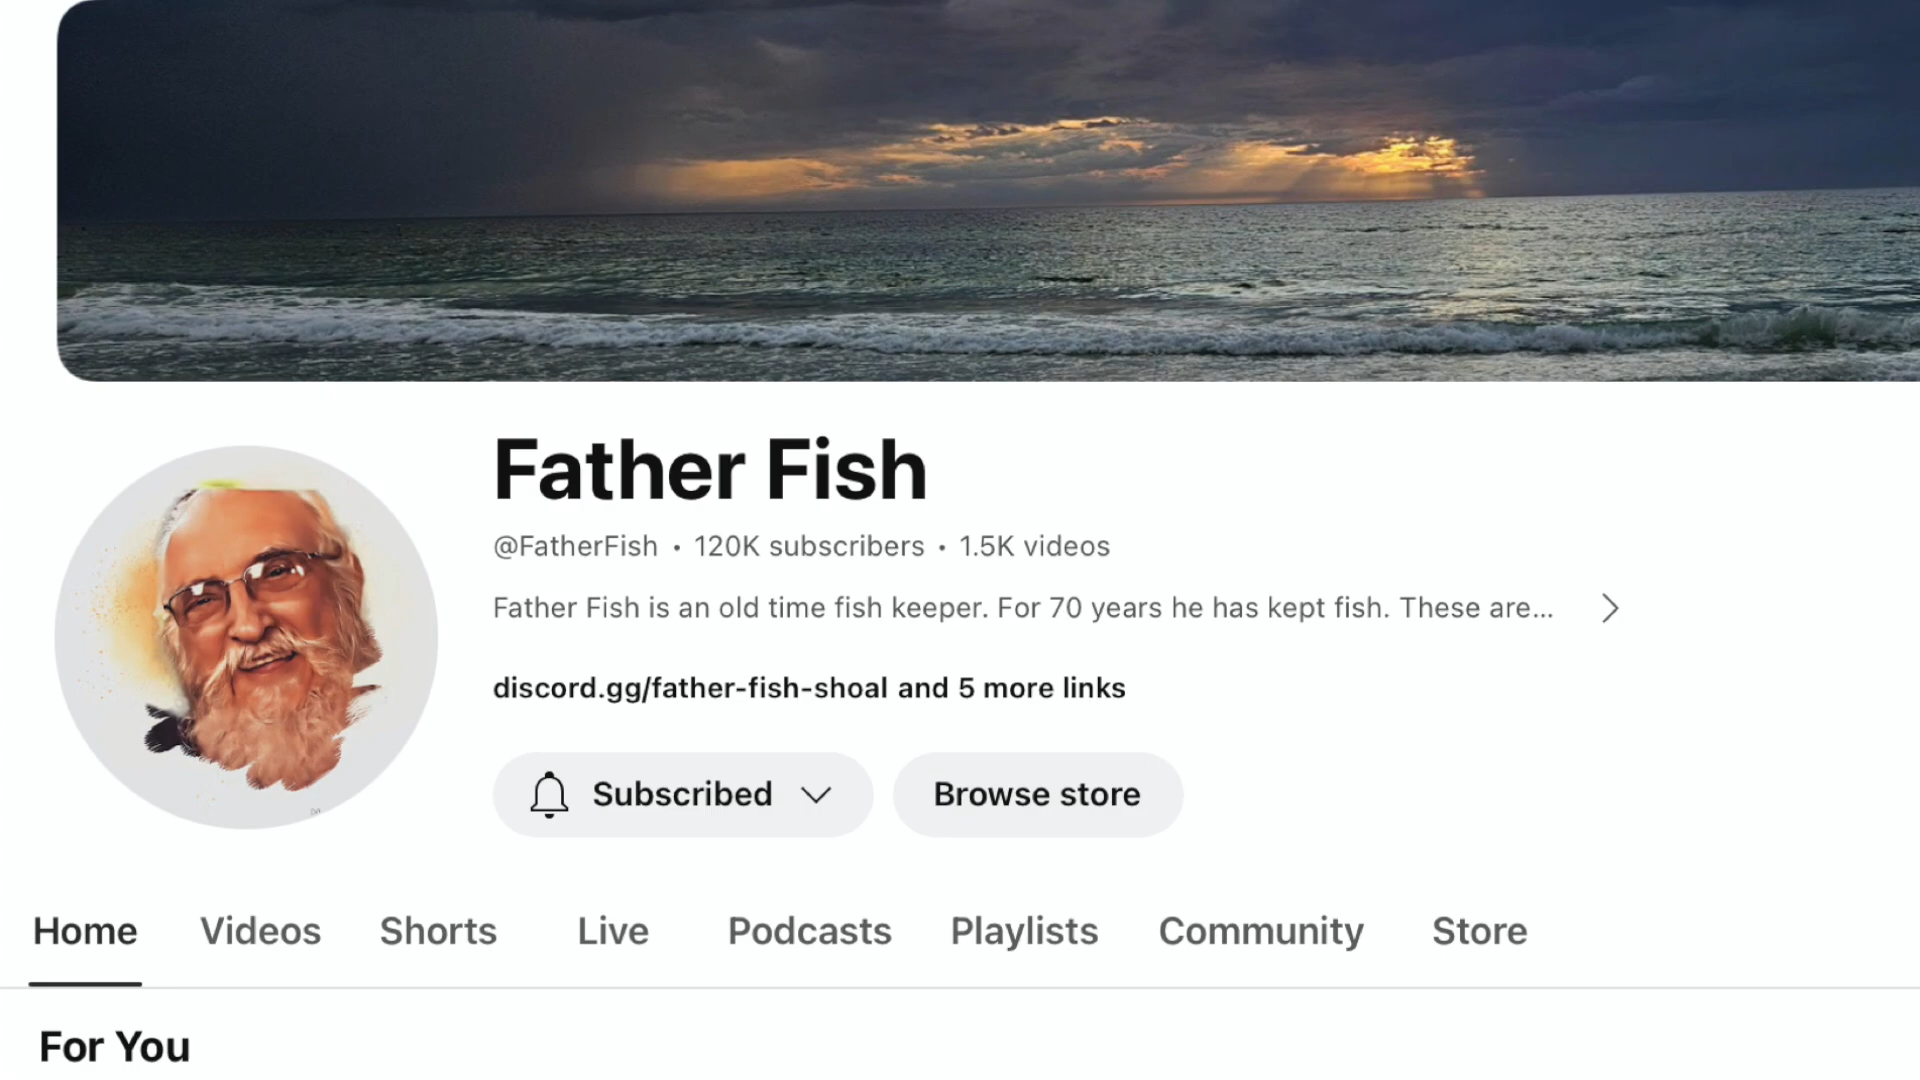 Father Fish
@FatherFish • 120K subscribers • 1.5K videos
Father Fish is an old time fish keeper. For 70 years he has kept fish. These are...
discord.gg/father-fish-shoal and 5 more links
Subscribed
Browse store
Home Videos Shorts Live Podcasts Playlists Community Store
For You